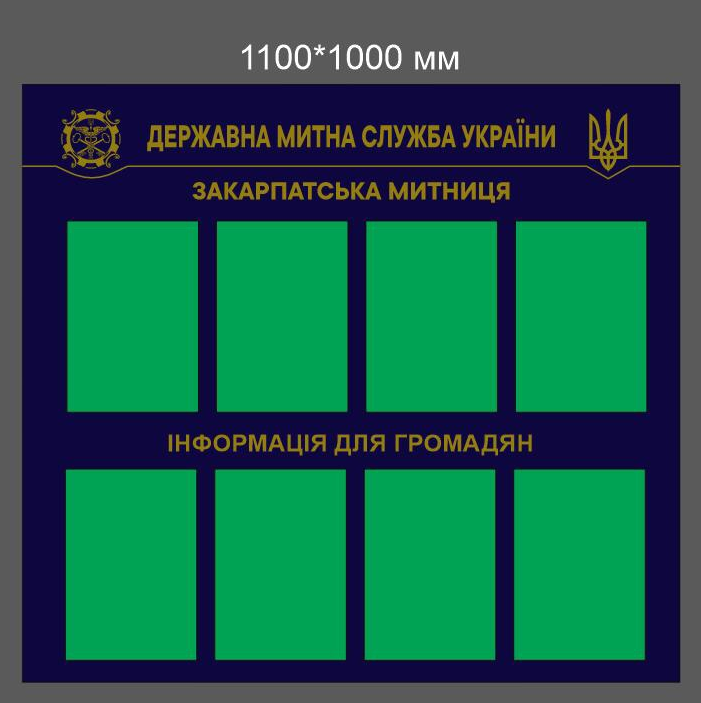 1100*1000 мм
ДЕРЖАВНА МИТНА СЛУЖБА УКРАЇНИ
ЗАКАРПАТСЬКА МИТНИЦЯ
ІНФОРМАЦІЯ ДЛЯ ГРОМАДЯН